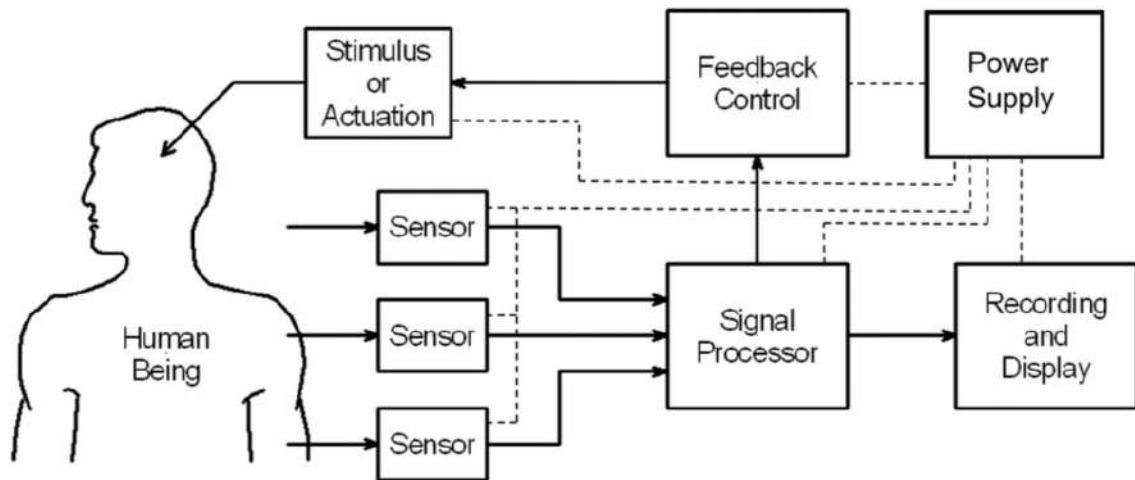 Stimulus
or
Actuation
Feedback
Control
Power
Supply
Sensor
Sensor
Sensor
Human
Being
Signal
Processor
Recording
and
Display